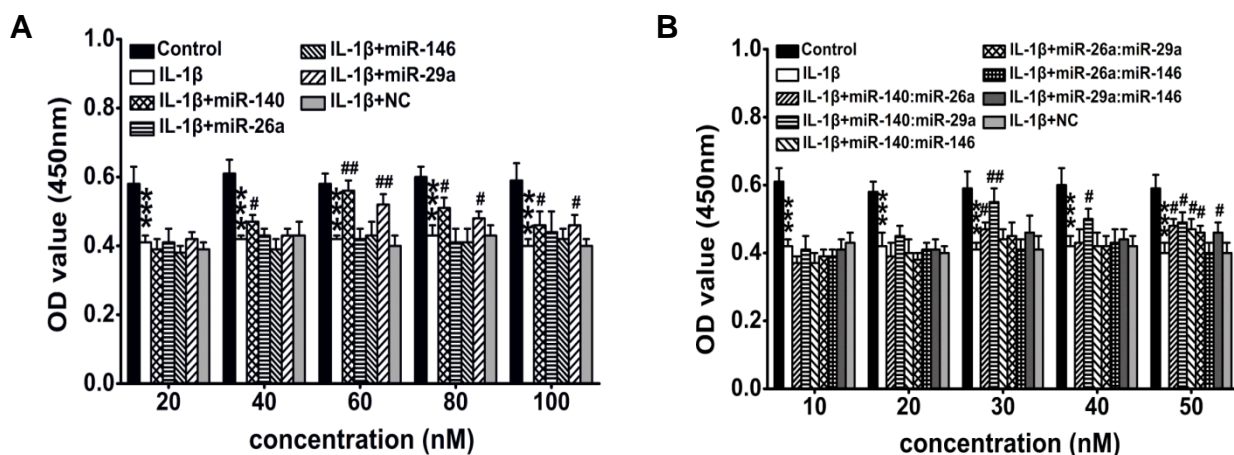 A
OD value (450nm)
1.0
0.8
0.6
0.4
0.2
0.0
Control
IL-1β
IL-1β+miR-140
IL-1β+miR-26a
IL-1β+miR-146
IL-1β+miR-29a
IL-1β+NC
***
***
#
***
##
##
***
#
#
***
#
#
20 40 60 80 100
concentration (nM)
B
OD value (450nm)
1.0
0.8
0.6
0.4
0.2
0.0
Control
IL-1β
IL-1β+miR-140:miR-26a
IL-1β+miR-140:miR-29a
IL-1β+miR-140:miR-146
IL-1β+miR-26a:miR-29a
IL-1β+miR-26a:miR-146
IL-1β+miR-29a:miR-146
IL-1β+NC
***
***
***
#
##
***
#
***
#
#
#
#
#
10 20 30 40 50
concentration (nM)